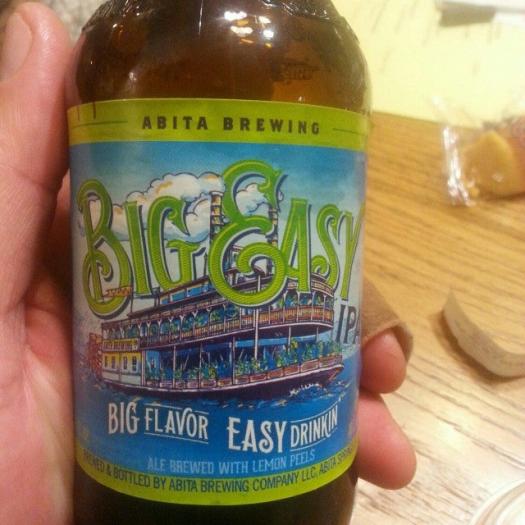 ABITA BREWING
BIG EASY
IPA
BIG FLAVOR EASY DRINKIN
ALE BREWED WITH LEMON PEELS
BREWED & BOTTLED BY ABITA BREWING COMPANY LLC, ABITA